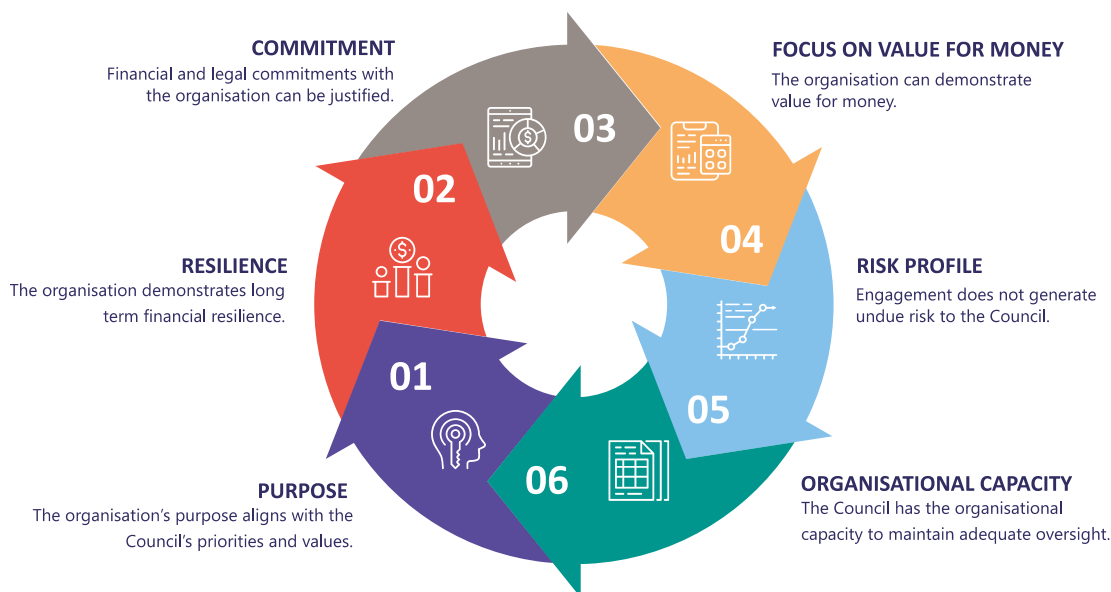 COMMITMENT
Financial and legal commitments with
the organisation can be justified.
FOCUS ON VALUE FOR MONEY
The organisation can demonstrate
value for money.
03
02
04
RESILIENCE
The organisation demonstrates long
term financial resilience.
RISK PROFILE
Engagement does not generate
undue risk to the Council.
01
05
06
PURPOSE
The organisation's purpose aligns with the
Council's priorities and values.
ORGANISATIONAL CAPACITY
The Council has the organisational
capacity to maintain adequate oversight.
$
$